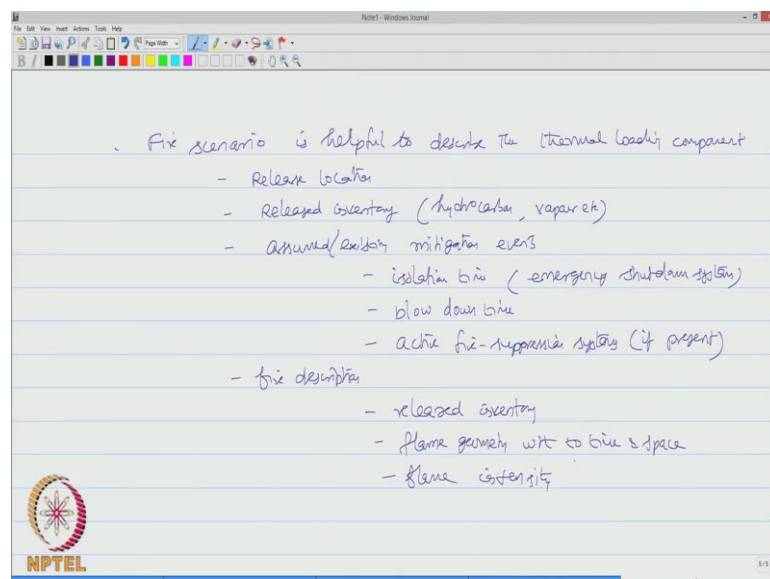 Note1 - Windows Journal
File Edit View Insert Actions Tools Help
Page Width
B I
Fire scenario is helpful to describe the thermal loading component
- Release location
- Released inventory (hydrocarbon, vapour etc)
- assumed/existing mitigation events
- isolation time (emergency shutdown system)
- blow down time
- active fire-suppression systems (if present)
- fire description
- released inventory
- flame geometry wrt to time & space
- flame intensity
NPTEL
5/5